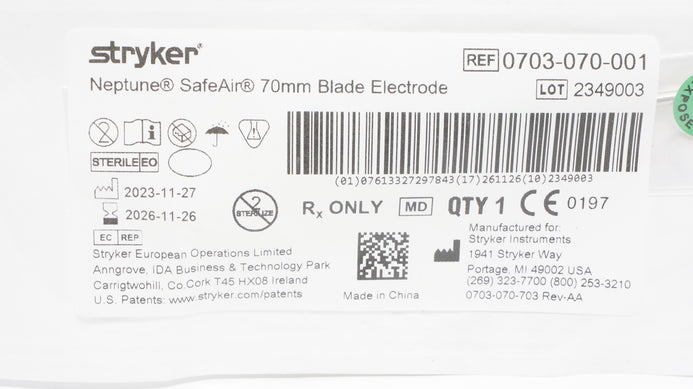 stryker®
REF 0703-070-001
Neptune® SafeAir® 70mm Blade Electrode
LOT 2349003
2
i
STERILE EO
(01)07613327297843(17)261126(10)2349003
2023-11-27
2026-11-26
2
STERILIZE
Rx ONLY
MD
QTY 1
CE 0197
EC REP
Stryker European Operations Limited
Anngrove, IDA Business & Technology Park
Carrigtwohill, Co.Cork T45 HX08 Ireland
U.S. Patents: www.stryker.com/patents
Made in China
Manufactured for:
Stryker Instruments
1941 Stryker Way
Portage, MI 49002 USA
(269) 323-7700 (800) 253-3210
0703-070-703 Rev-AA